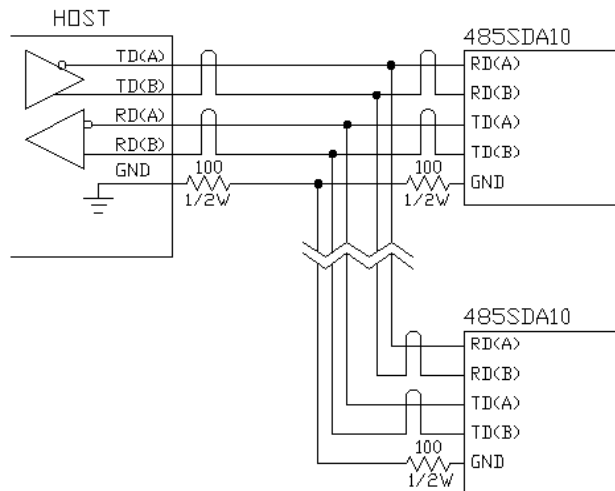 HOST
TD(A)
TD(B)
RD(A)
RD(B)
GND
100
1/2W
100
1/2W
485SDA10
RD(A)
RD(B)
TD(A)
TD(B)
GND
485SDA10
RD(A)
RD(B)
TD(A)
TD(B)
GND
100
1/2W